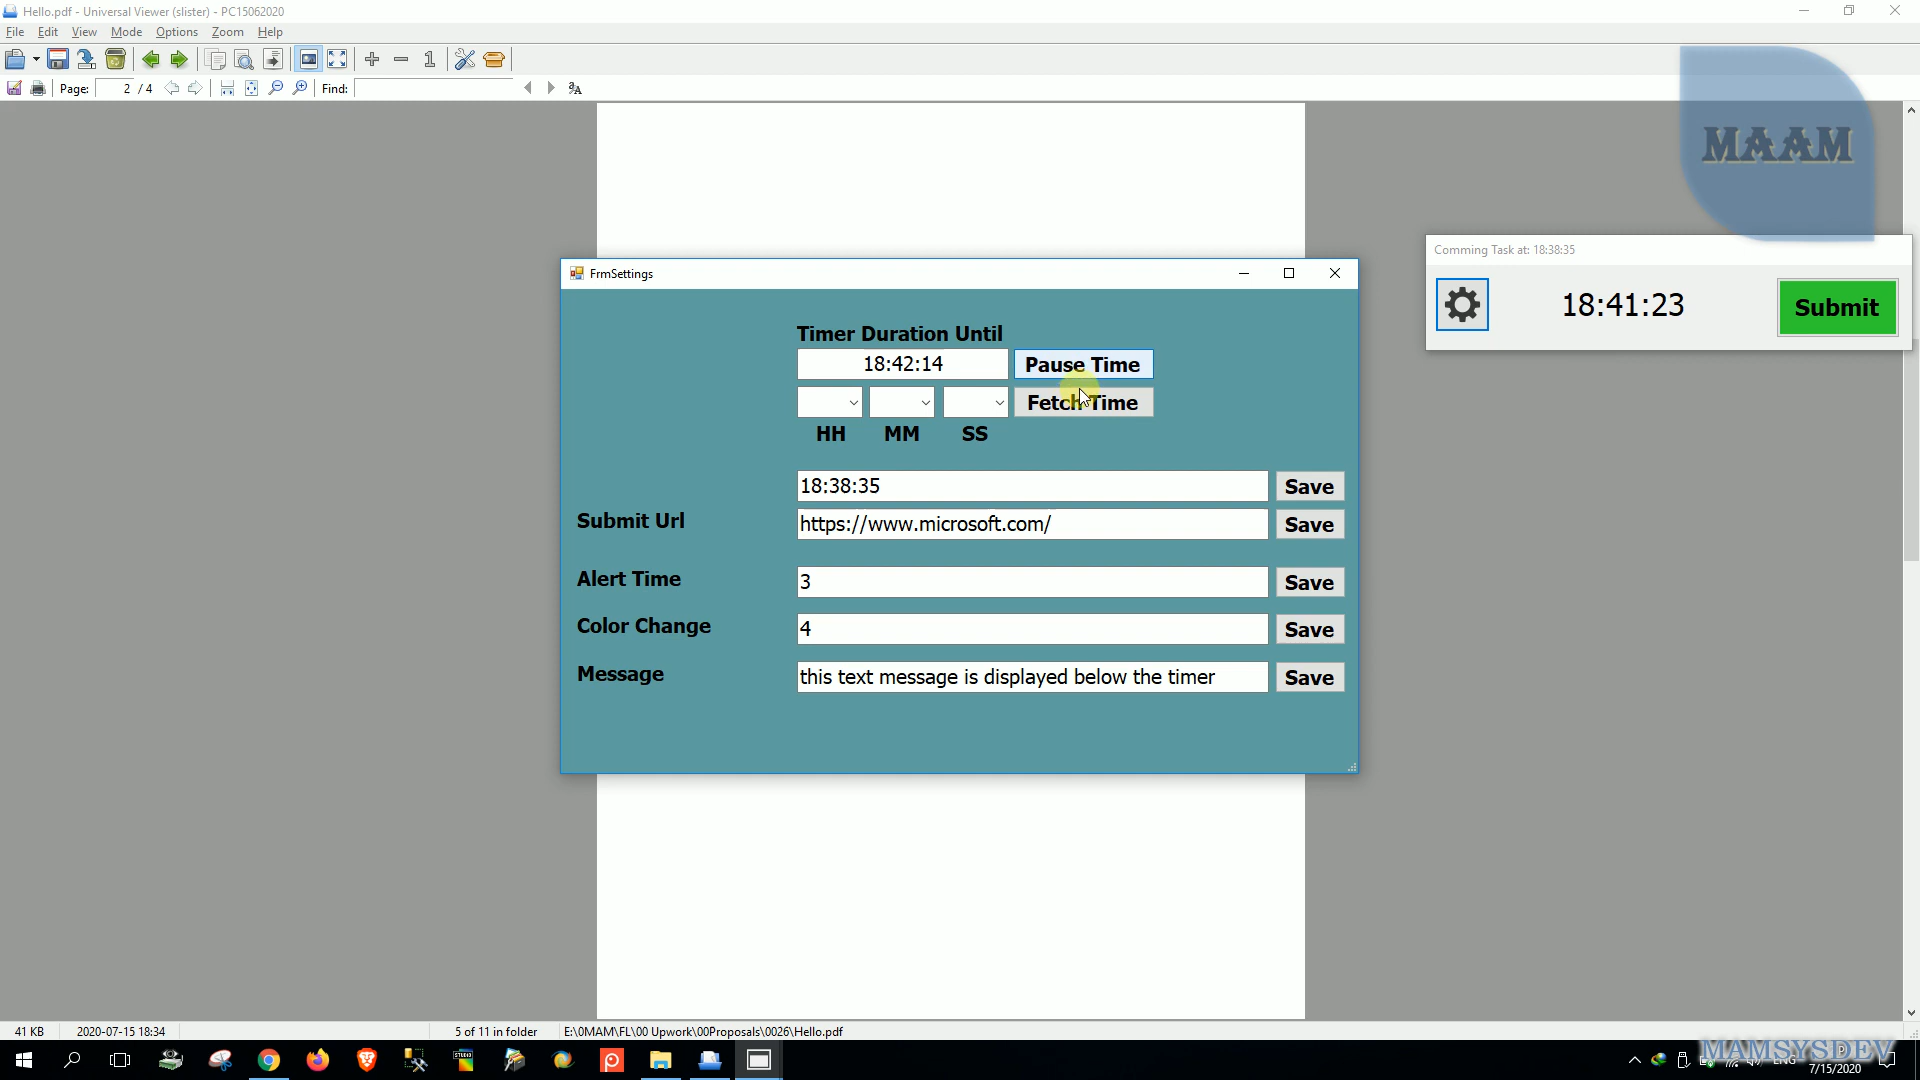 Hello.pdf - Universal Viewer (slister) - PC15062020
File Edit View Mode Options Zoom Help
1
Page: 2 / 4 Find:
MAAM
Comming Task at: 18:38:35
18:41:23 Submit
FrmSettings
Timer Duration Until
18:42:14 Pause Time
Fetch Time
HH MM SS
18:38:35 Save
Submit Url https://www.microsoft.com/ Save
Alert Time 3 Save
Color Change 4 Save
Message this text message is displayed below the timer Save
41 KB 2020-07-15 18:34 5 of 11 in folder E:\0MAM\FL\00 Upwork\00Proposals\0026\Hello.pdf
STUDIO
MAMSYSDEV
ENG
7/15/2020